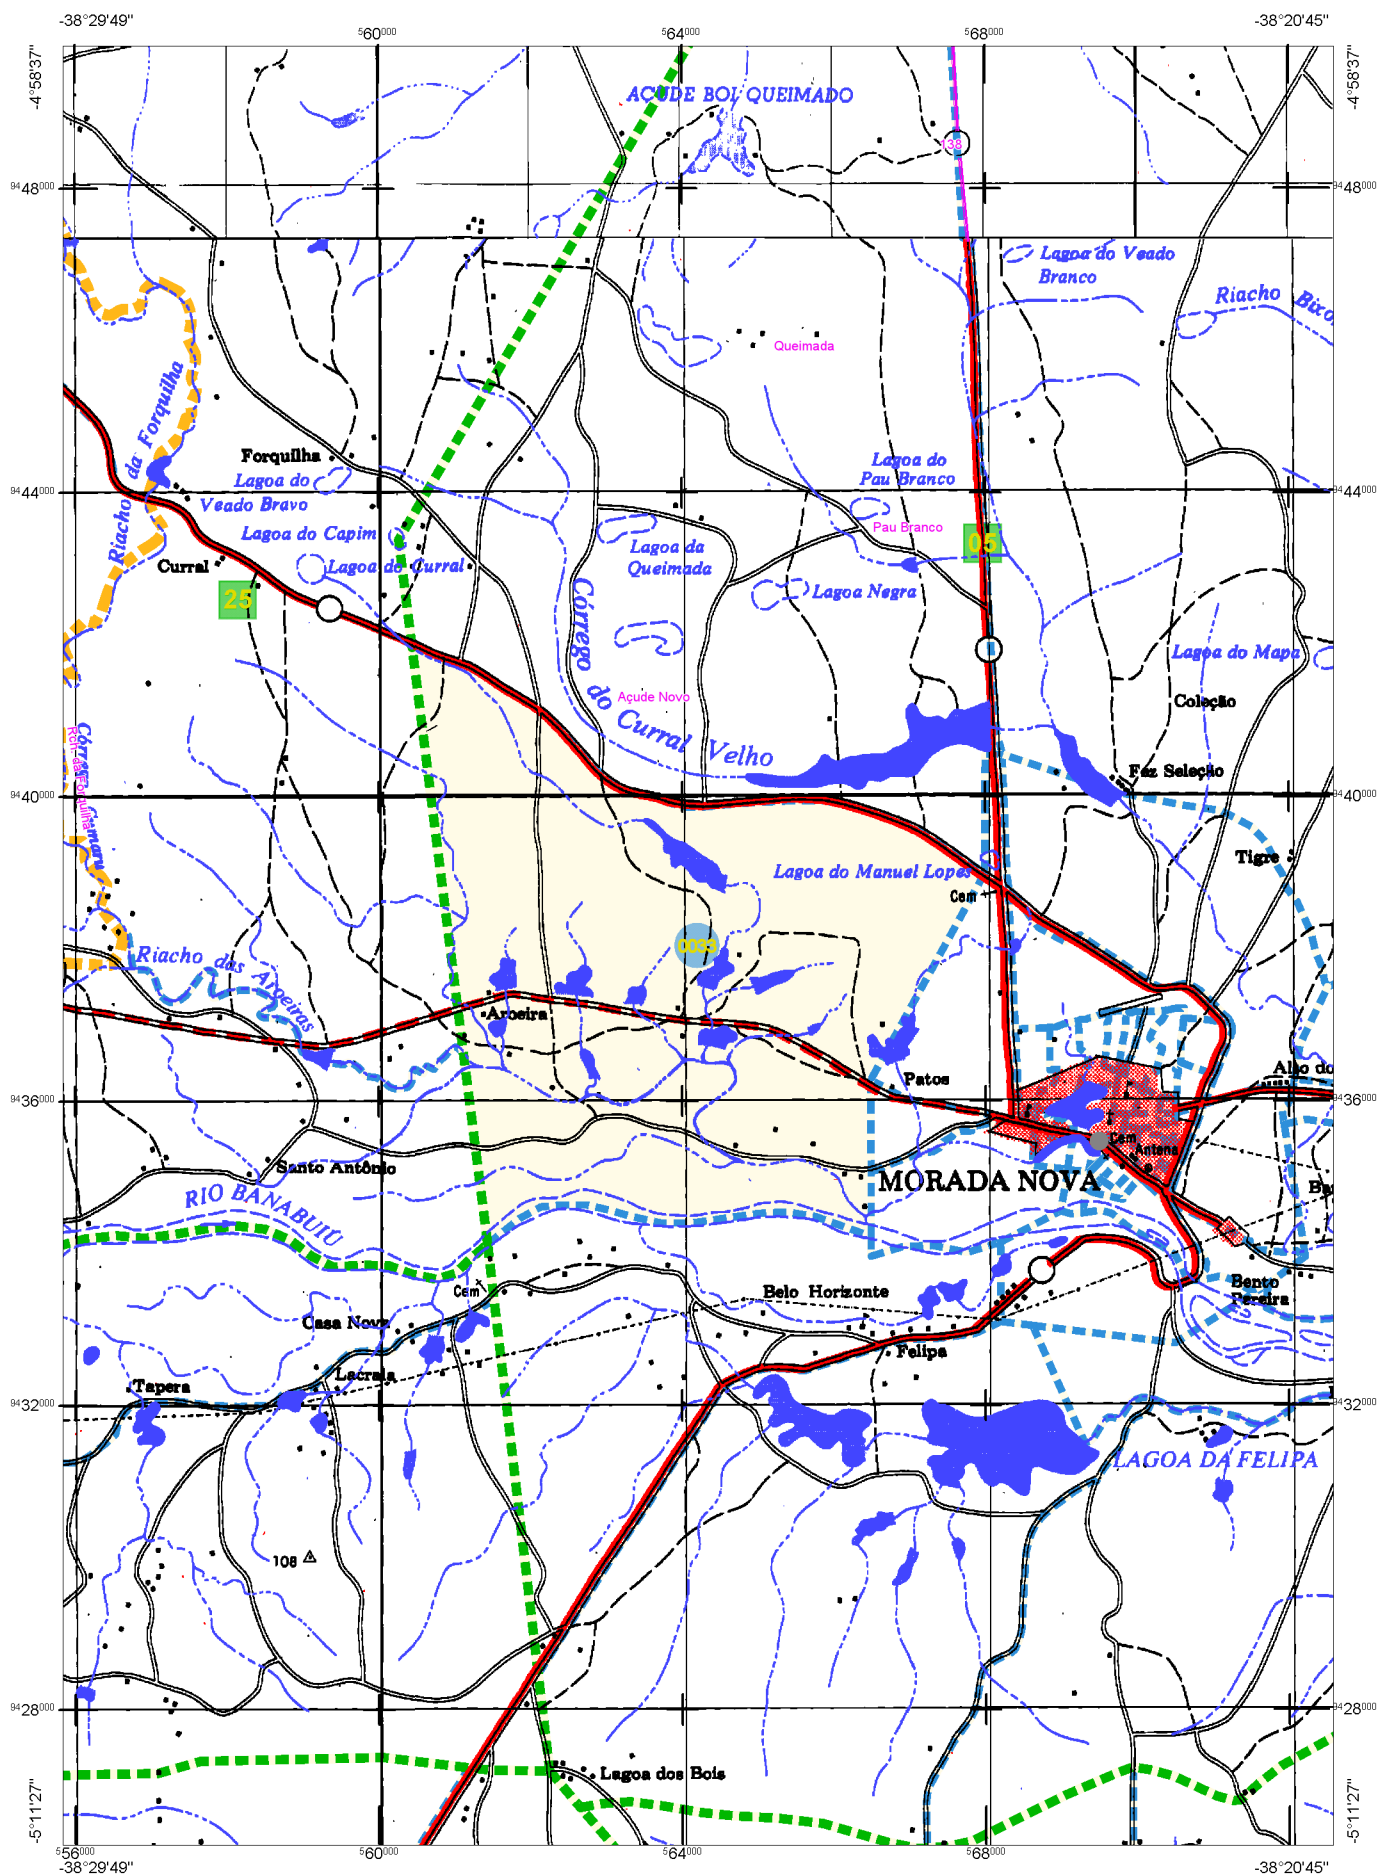 -38°29'49"
-38°20'45"
560000
564000
568000
-4°58'37"
-4°58'37"
AÇUDE BOI QUEIMADO
138
9448000
9448000
Lagoa do Veado
Branco
Riacho
Queimada
Riacho da Forquilha
Forquilha
Lagoa do
Veado Bravo
Lagoa do
Pau Branco
9444000
9444000
Lagoa do Capim
Pau Branco
05
Lagoa da
Queimada
Curral
Lagoa do Curral
Lagoa Negra
25
Córrego do Curral Velho
Lagoa do Mapa
Açude Novo
Coleção
Rch. da Forquilha
Faz Seleção
9440000
9440000
Tigre
Lagoa do Manuel Lopes
Cem
0033
Riacho das Aroeiras
Aroeira
Patos
9436000
9436000
Cem
Antena
Santo Antônio
MORADA NOVA
RIO BANABUIÚ
Cem
Belo Horizonte
Bento
Pereira
Casa Nova
Felipa
Lacraia
Tapera
9432000
9432000
LAGOA DA FELIPA
108
9428000
9428000
Lagoa dos Bois
-5°11'27"
-5°11'27"
556000
560000
564000
568000
-38°29'49"
-38°20'45"